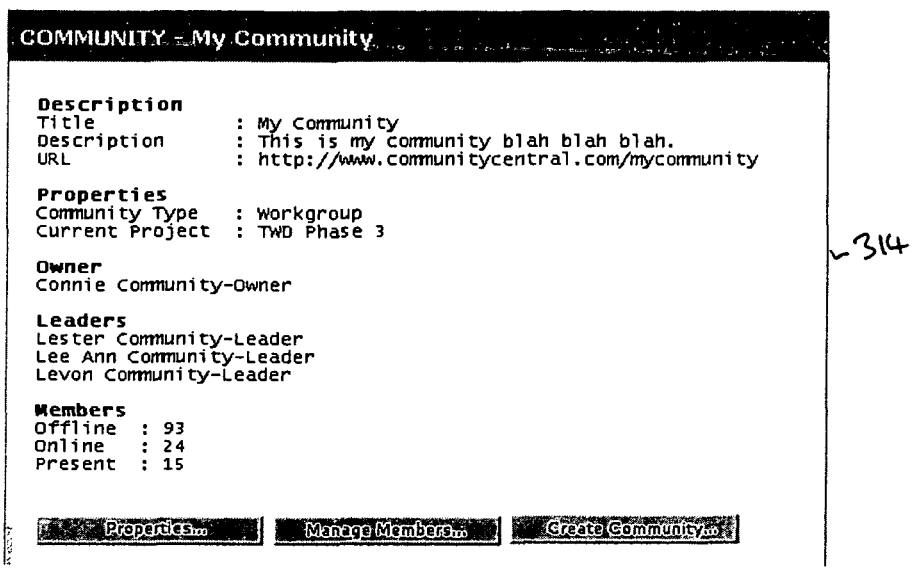 COMMUNITY - My Community
Description
Title : My Community
Description : This is my community blah blah blah.
URL : http://www.communitycentral.com/mycommunity
Properties
Community Type : Workgroup
Current Project : TWD Phase 3
314
Owner
Connie Community-Owner
Leaders
Lester Community-Leader
Lee Ann Community-Leader
Levon Community-Leader
Members
Offline : 93
Online : 24
Present : 15
Properties... Manage Members... Create Community...